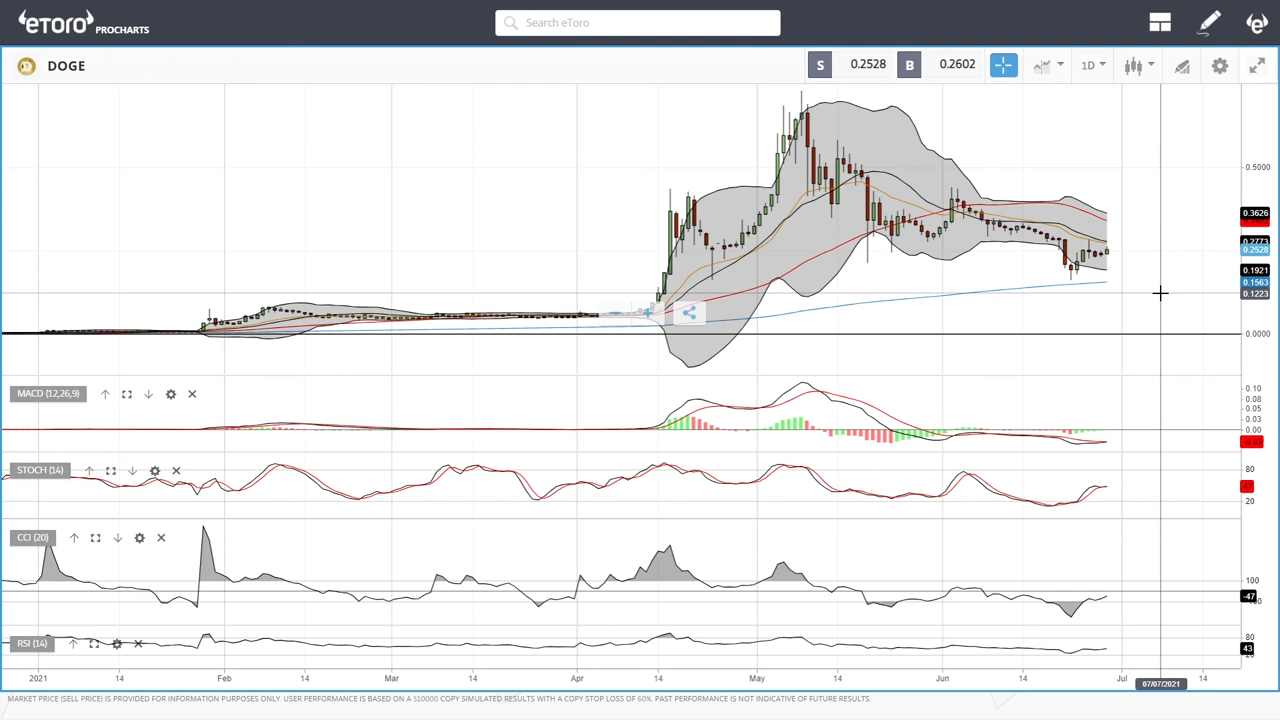 eToro PROCHARTS
Search eToro
DOGE
S 0.2528 B 0.2602
1D
0.5000
0.3626
0.2773
0.2528
0.1921
0.1563
0.1223
0.0000
MACD (12,26,9)
0.10
0.08
0.05
0.03
0.00
STOCH (14)
80
20
CCI (20)
100
-47
RSI (14)
80
43
2021 14 Feb 14 Mar 14 Apr 14 May 14 Jun 14 Jul 14
07/07/2021
MARKET PRICE (SELL PRICE) IS PROVIDED FOR INFORMATION PURPOSES ONLY. USER PERFORMANCE IS BASED ON A $10000 COPY SIMULATED RESULTS WITH A COPY STOP LOSS OF 60%. PAST PERFORMANCE IS NOT INDICATIVE OF FUTURE RESULTS.